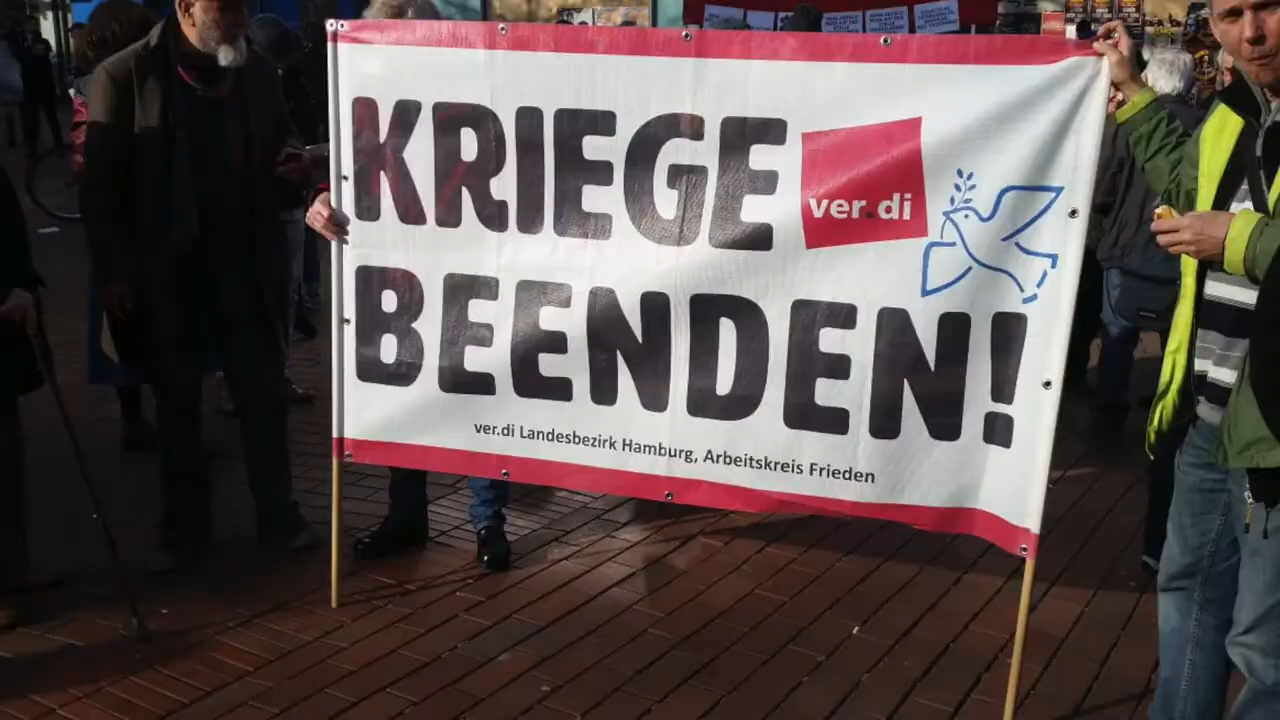 KRIEGE
ver.di
BEENDEN!
ver.di Landesbezirk Hamburg, Arbeitskreis Frieden